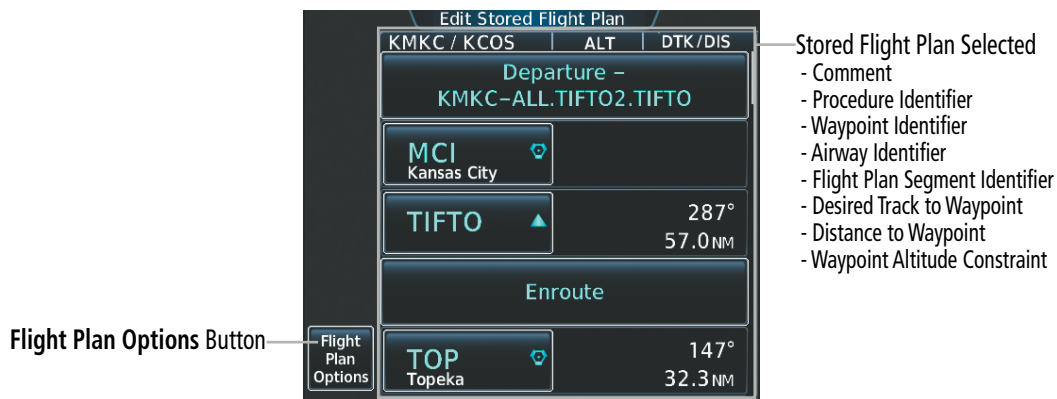 Edit Stored Flight Plan
KMKC / KCOS ALT DTK/DIS
Departure –
KMKC–ALL.TIFTO2.TIFTO
MCI
Kansas City
TIFTO 287°
57.0NM
Enroute
TOP 147°
Topeka 32.3NM
Flight
Plan
Options
Flight Plan Options Button
Stored Flight Plan Selected
- Comment
- Procedure Identifier
- Waypoint Identifier
- Airway Identifier
- Flight Plan Segment Identifier
- Desired Track to Waypoint
- Distance to Waypoint
- Waypoint Altitude Constraint